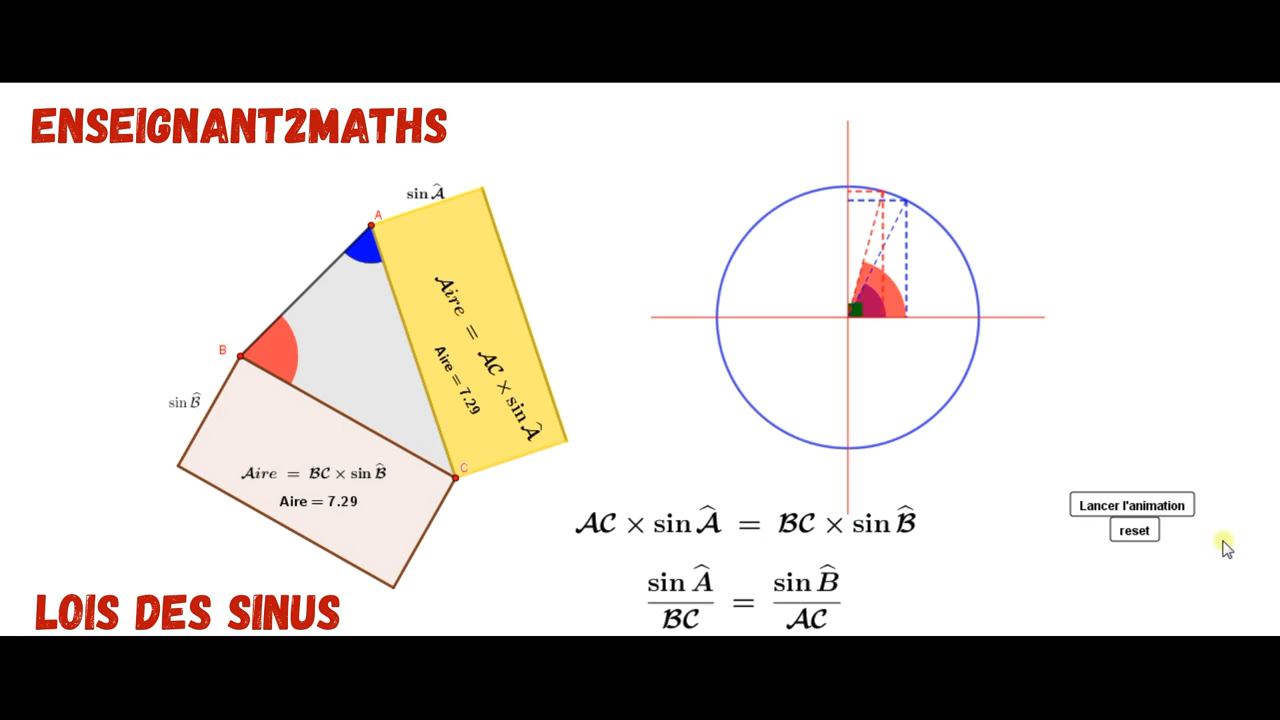 ENSEIGNANT2MATHS
sin Â
A
B
sin B̂
C
Aire = AC × sin Â
Aire = 7.29
Aire = BC × sin B̂
Aire = 7.29
AC × sin Â = BC × sin B̂
sin Â / BC = sin B̂ / AC
Lancer l'animation
reset
LOIS DES SINUS